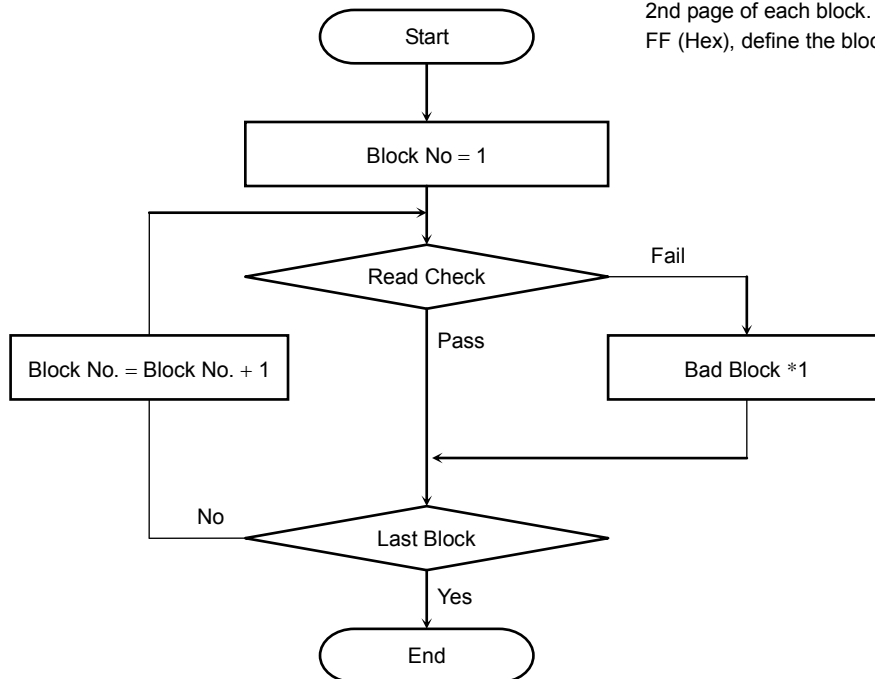 2nd page of each block.
FF (Hex), define the
Start
Block No = 1
Read Check
Fail
Pass
Block No. = Block No. + 1
Bad Block *1
No
Last Block
Yes
End